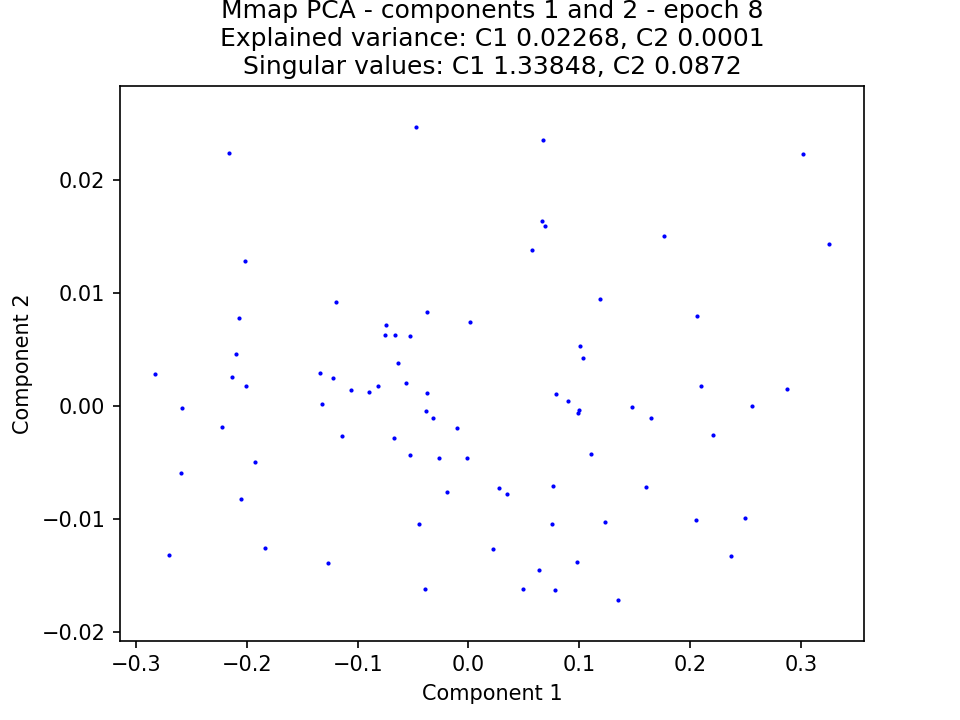 Mmap PCA - components 1 and 2 - epoch 8
Explained variance: C1 0.02268, C2 0.0001
Singular values: C1 1.33848, C2 0.0872
0.02
0.01
0.00
−0.01
−0.02
Component 2
−0.3 −0.2 −0.1 0.0 0.1 0.2 0.3
Component 1